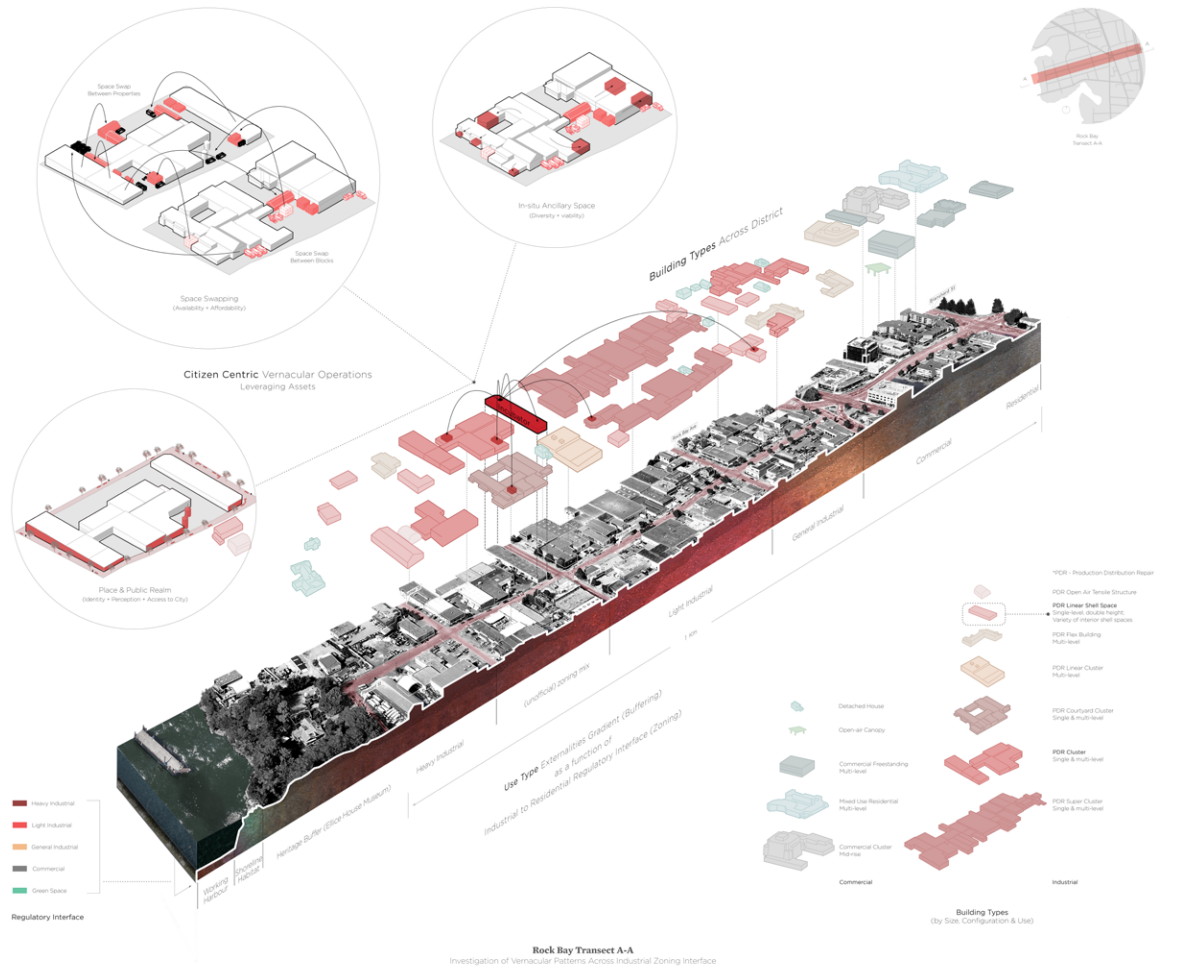 Space Swap
Between Properties
Space Swap
Between Blocks
Space Swapping
(Availability + Affordability)
In-situ Ancillary Space
(Diversity + viability)
A
A
Rock Bay
Transect A-A
Building Types Across District
Blanchard St
Citizen Centric Vernacular Operations
Leveraging Assets
Rock Bay Ave
Place & Public Realm
(Identity + Perception + Access to City)
Residential
Commercial
General Industrial
Light Industrial
1 Km
(unofficial) zoning mix
Heavy Industrial
Use Type Externalities Gradient (Buffering)
as a function of
Industrial to Residential Regulatory Interface (Zoning)
Heritage Buffer (Ellice House Museum)
Shoreline
Habitat
Working
Harbour
Heavy Industrial
Light Industrial
General Industrial
Commercial
Green Space
Regulatory Interface
*PDR - Production Distribution Repair
PDR Open Air Tensile Structure
PDR Linear Shell Space
Single level, double height,
Variety of interior shell spaces
PDR Flex Building
Multi-level
PDR Linear Cluster
Multi-level
PDR Courtyard Cluster
Single & multi-level
PDR Cluster
Single & multi-level
PDR Super Cluster
Single & multi-level
Industrial
Detached House
Open-air Canopy
Commercial Freestanding
Multi-level
Mixed Use Residential
Multi-level
Commercial Cluster
Mid-rise
Commercial
Building Types
(by Size, Configuration & Use)
Rock Bay Transect A-A
Investigation of Vernacular Patterns Across Industrial Zoning Interface